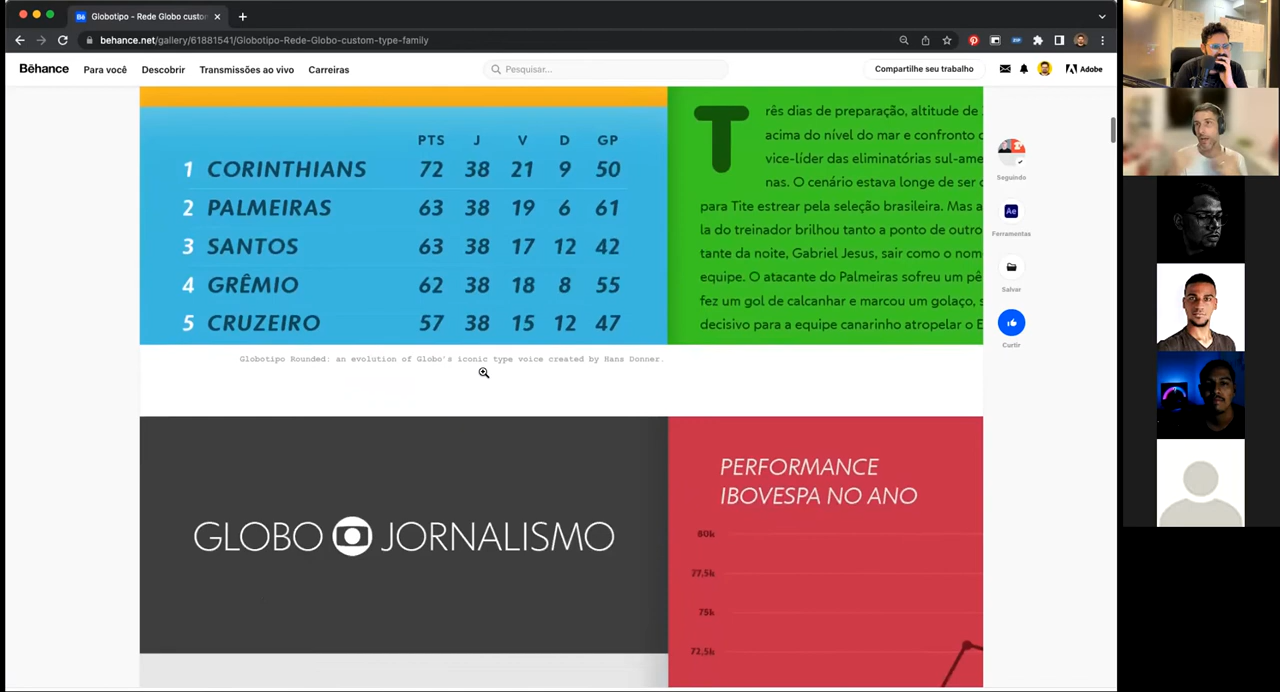 Globotipo - Rede Globo custo
behance.net/gallery/61881541/Globotipo-Rede-Globo-custom-type-family
Bēhance
Para você
Descobrir
Transmissões ao vivo
Carreiras
Pesquisar...
Compartilhe seu trabalho
Adobe
PTS J V D GP
1 CORINTHIANS 72 38 21 9 50
2 PALMEIRAS 63 38 19 6 61
3 SANTOS 63 38 17 12 42
4 GRÊMIO 62 38 18 8 55
5 CRUZEIRO 57 38 15 12 47
Três dias de preparação, altitude de
acima do nível do mar e confronto
vice-líder das eliminatórias sul-ame
nas. O cenário estava longe de ser
para Tite estrear pela seleção brasileira. Mas a
la do treinador brilhou tanto a ponto de outro
tante da noite, Gabriel Jesus, sair como o nom
equipe. O atacante do Palmeiras sofreu um pê
fez um gol de calcanhar e marcou um golaço, s
decisivo para a equipe canarinho atropelar o E
Seguindo
Ae
Ferramentas
Salvar
Curtir
Globotipo Rounded: an evolution of Globo's iconic type voice created by Hans Donner.
GLOBO JORNALISMO
PERFORMANCE
IBOVESPA NO ANO
80k
77,5k
75k
72,5k